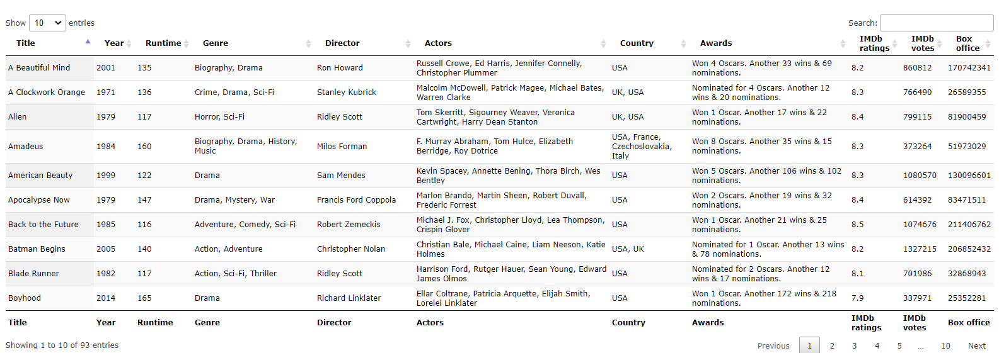 Show 10 entries Search:
Title Year Runtime Genre Director Actors Country Awards IMDb ratings IMDb votes Box office
A Beautiful Mind 2001 135 Biography, Drama Ron Howard Russell Crowe, Ed Harris, Jennifer Connelly, Christopher Plummer USA Won 4 Oscars. Another 33 wins & 69 nominations. 8.2 860812 170742341
A Clockwork Orange 1971 136 Crime, Drama, Sci-Fi Stanley Kubrick Malcolm McDowell, Patrick Magee, Michael Bates, Warren Clarke UK, USA Nominated for 4 Oscars. Another 12 wins & 20 nominations. 8.3 766490 26589355
Alien 1979 117 Horror, Sci-Fi Ridley Scott Tom Skerritt, Sigourney Weaver, Veronica Cartwright, Harry Dean Stanton UK, USA Won 1 Oscar. Another 17 wins & 22 nominations. 8.4 799115 81900459
Amadeus 1984 160 Biography, Drama, History, Music Milos Forman F. Murray Abraham, Tom Hulce, Elizabeth Berridge, Roy Dotrice USA, France, Czechoslovakia, Italy Won 8 Oscars. Another 35 wins & 15 nominations. 8.3 373264 51973029
American Beauty 1999 122 Drama Sam Mendes Kevin Spacey, Annette Bening, Thora Birch, Wes Bentley USA Won 5 Oscars. Another 106 wins & 102 nominations. 8.3 1080570 130096601
Apocalypse Now 1979 147 Drama, Mystery, War Francis Ford Coppola Marlon Brando, Martin Sheen, Robert Duvall, Frederic Forrest USA Won 2 Oscars. Another 19 wins & 32 nominations. 8.4 614392 83471511
Back to the Future 1985 116 Adventure, Comedy, Sci-Fi Robert Zemeckis Michael J. Fox, Christopher Lloyd, Lea Thompson, Crispin Glover USA Won 1 Oscar. Another 21 wins & 25 nominations. 8.5 1074676 211406762
Batman Begins 2005 140 Action, Adventure Christopher Nolan Christian Bale, Michael Caine, Liam Neeson, Katie Holmes USA, UK Nominated for 1 Oscar. Another 13 wins & 78 nominations. 8.2 1327215 206852432
Blade Runner 1982 117 Action, Sci-Fi, Thriller Ridley Scott Harrison Ford, Rutger Hauer, Sean Young, Edward James Olmos USA Nominated for 2 Oscars. Another 12 wins & 17 nominations. 8.1 701986 32868943
Boyhood 2014 165 Drama Richard Linklater Ellar Coltrane, Patricia Arquette, Elijah Smith, Lorelei Linklater USA Won 1 Oscar. Another 172 wins & 218 nominations. 7.9 337971 25352281
Title Year Runtime Genre Director Actors Country Awards IMDb ratings IMDb votes Box office
Showing 1 to 10 of 93 entries Previous 1 2 3 4 5 … 10 Next